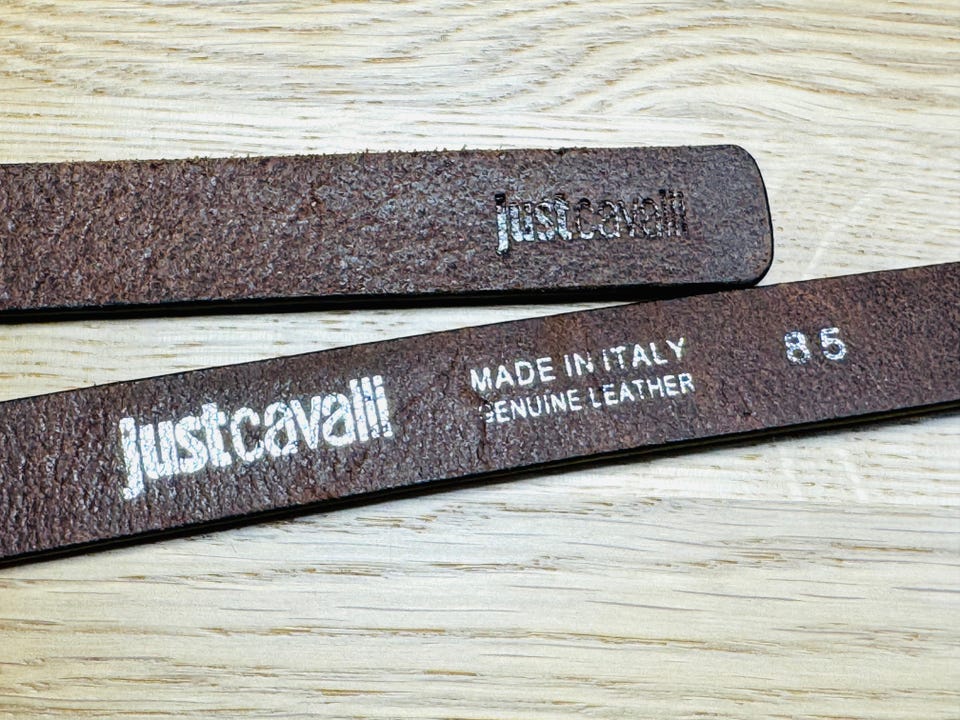 justcavalli
justcavalli
MADE IN ITALY
GENUINE LEATHER
85